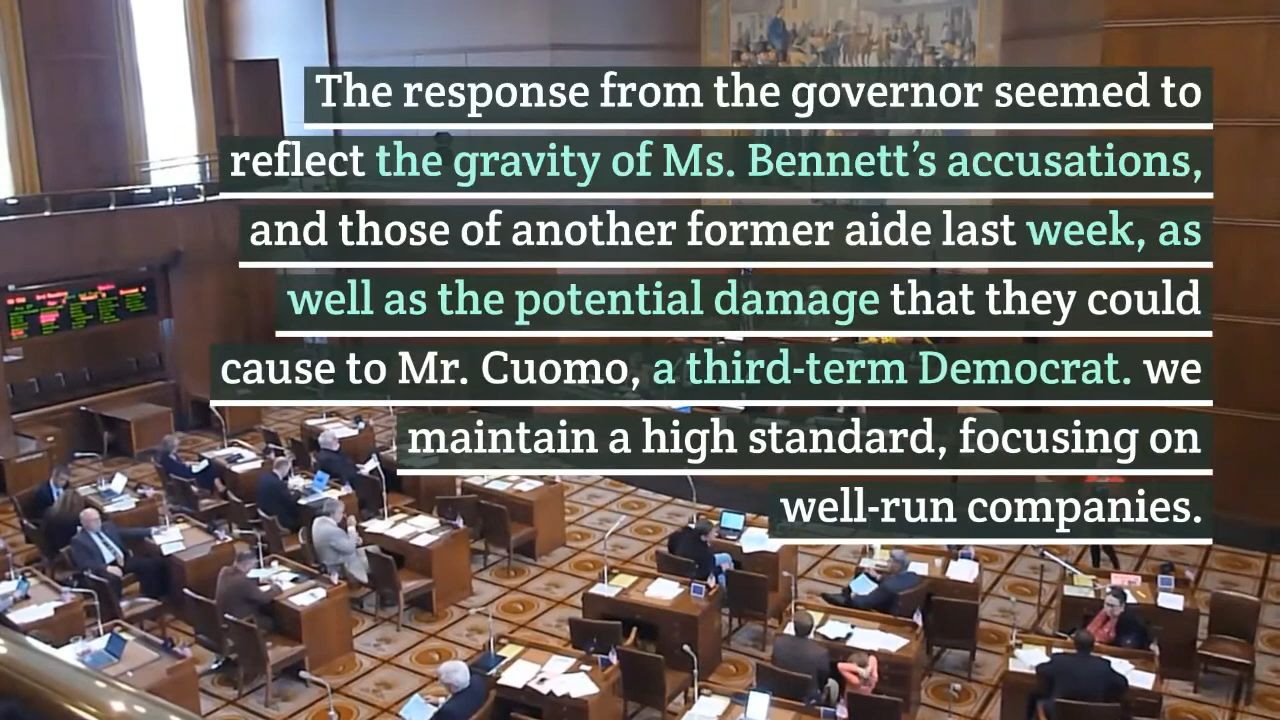 The response from the governor seemed to
reflect the gravity of Ms. Bennett’s accusations,
and those of another former aide last week, as
well as the potential damage that they could
cause to Mr. Cuomo, a third-term Democrat. we
maintain a high standard, focusing on
well-run companies.